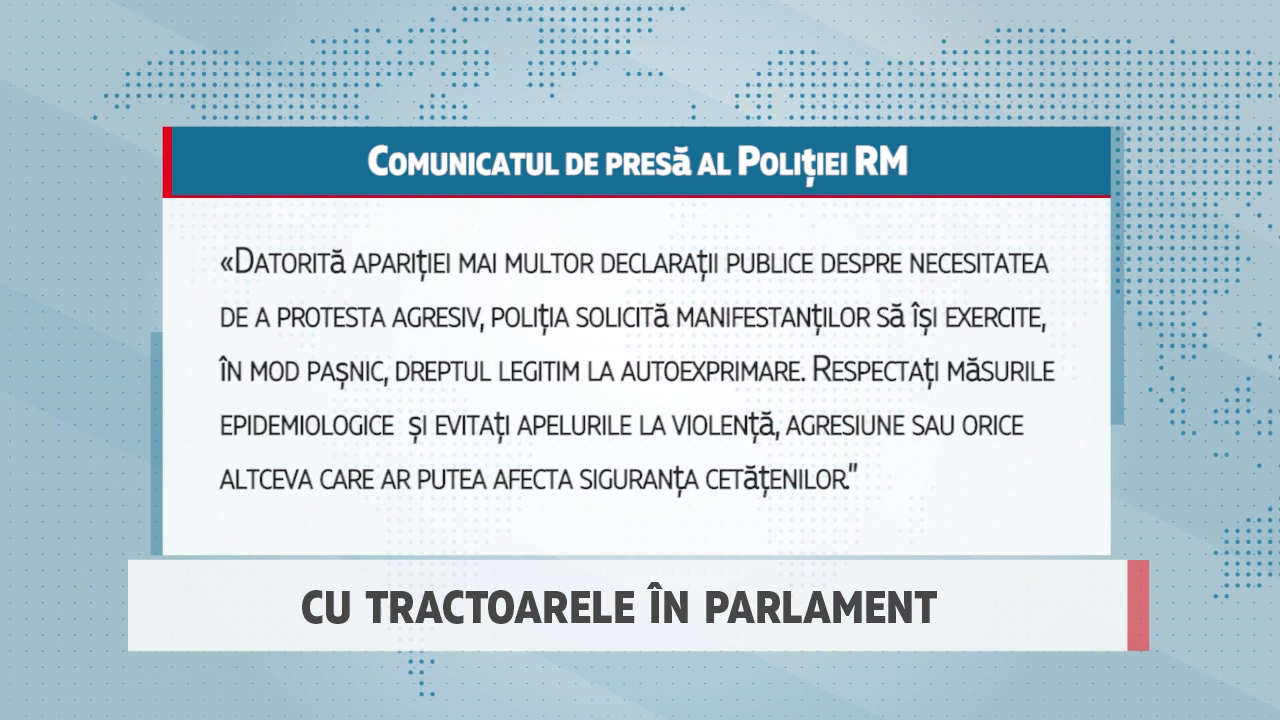 Comunicatul de presă al Poliției RM
«Datorită apariției mai multor declarații publice despre necesitatea
de a protesta agresiv, poliția solicită manifestanților să își exercite,
în mod pașnic, dreptul legitim la autoexprimare. Respectați măsurile
epidemiologice și evitați apelurile la violență, agresiune sau orice
altceva care ar putea afecta siguranța cetățenilor."
CU TRACTOARELE ÎN PARLAMENT